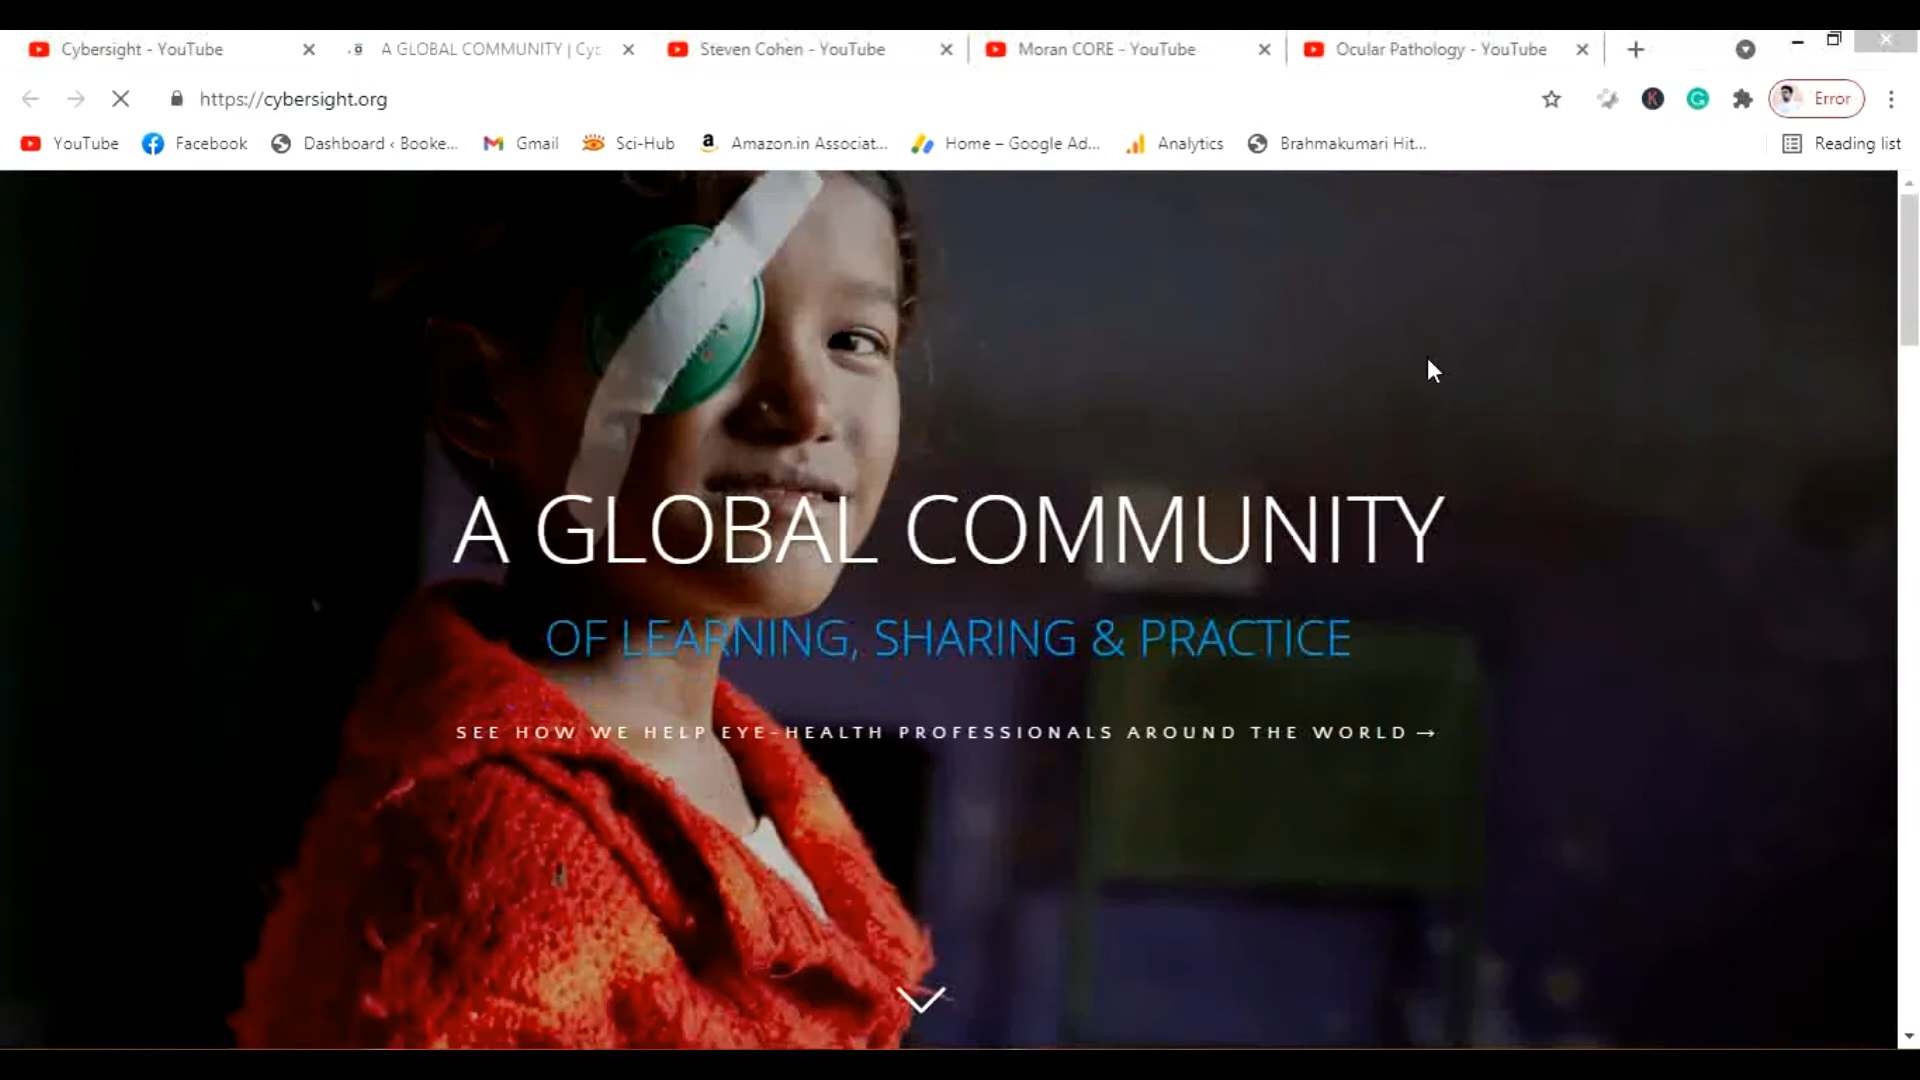 Cybersight - YouTube
A GLOBAL COMMUNITY | Cyb
Steven Cohen - YouTube
Moran CORE - YouTube
Ocular Pathology - YouTube
https://cybersight.org
K
G
Error
YouTube
Facebook
Dashboard ‹ Booke...
Gmail
Sci-Hub
a
Amazon.in Associat...
Home – Google Ad...
Analytics
Brahmakumari Hit...
Reading list
A GLOBAL COMMUNITY
OF LEARNING, SHARING & PRACTICE
SEE HOW WE HELP EYE-HEALTH PROFESSIONALS AROUND THE WORLD →